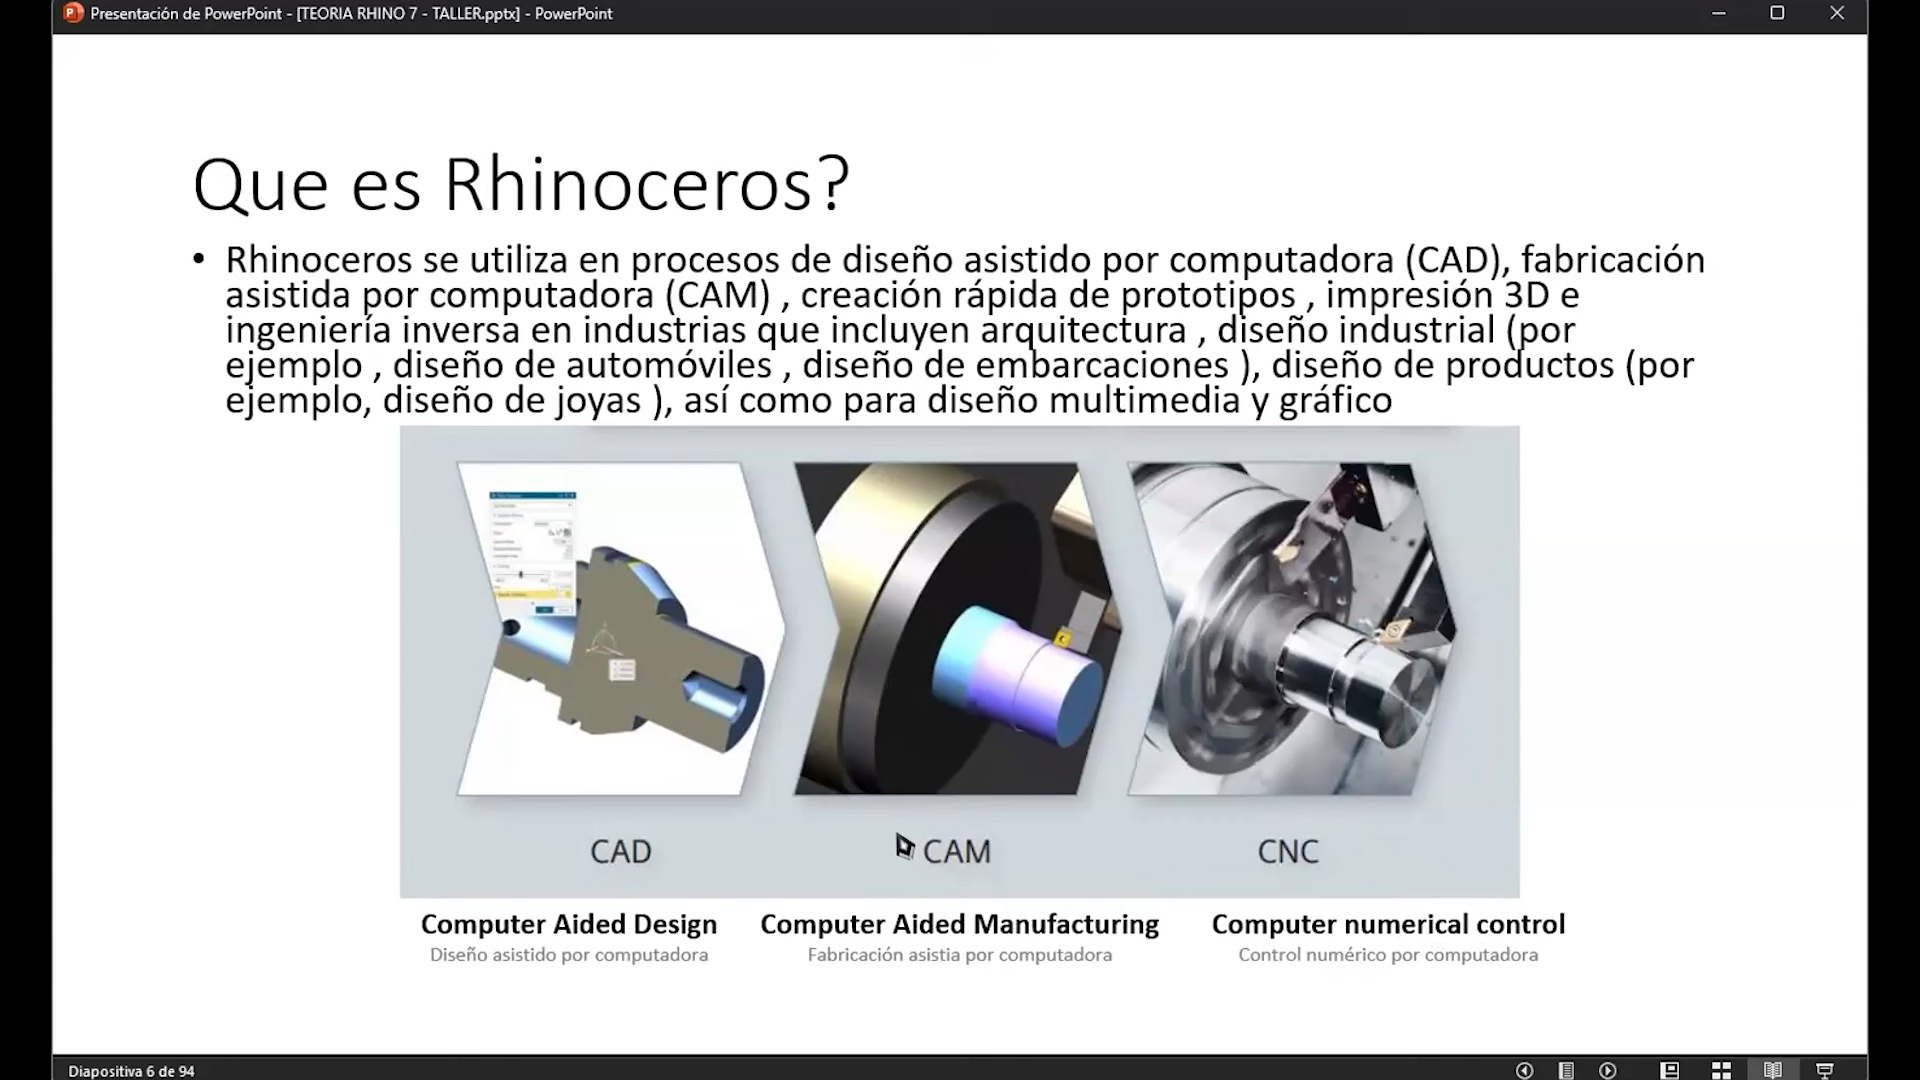 Presentación de PowerPoint - [TEORIA RHINO 7 - TALLER.pptx] - PowerPoint
Que es Rhinoceros?
• Rhinoceros se utiliza en procesos de diseño asistido por computadora (CAD), fabricación
asistida por computadora (CAM) , creación rápida de prototipos , impresión 3D e
ingeniería inversa en industrias que incluyen arquitectura , diseño industrial (por
ejemplo , diseño de automóviles , diseño de embarcaciones ), diseño de productos (por
ejemplo, diseño de joyas ), así como para diseño multimedia y gráfico
CAD CAM CNC
Computer Aided Design Computer Aided Manufacturing Computer numerical control
Diseño asistido por computadora Fabricación asistia por computadora Control numérico por computadora
Diapositiva 6 de 94